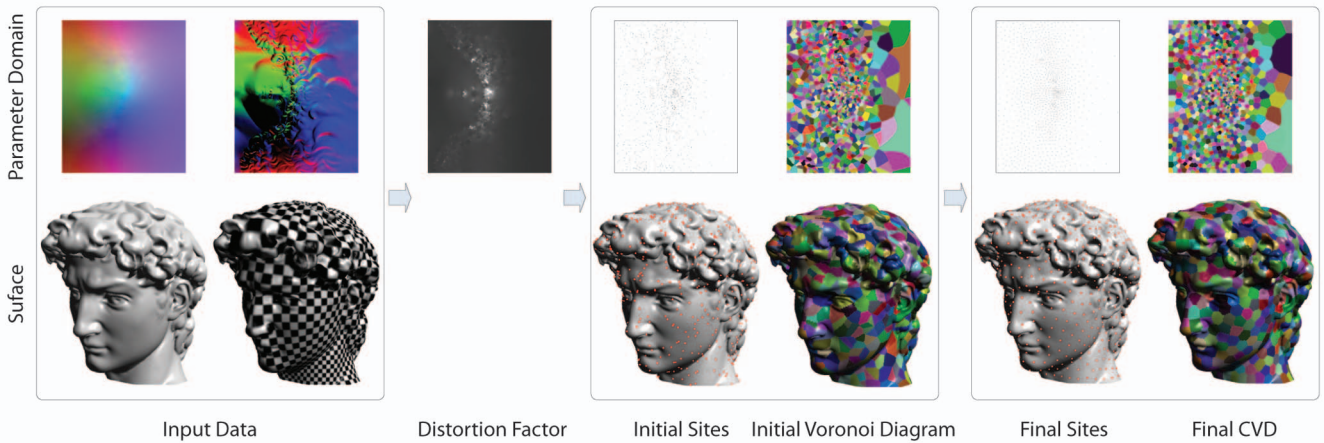 Parameter Domain
Suface
Input Data
Distortion Factor
Initial Sites
Initial Voronoi Diagram
Final Sites
Final CVD